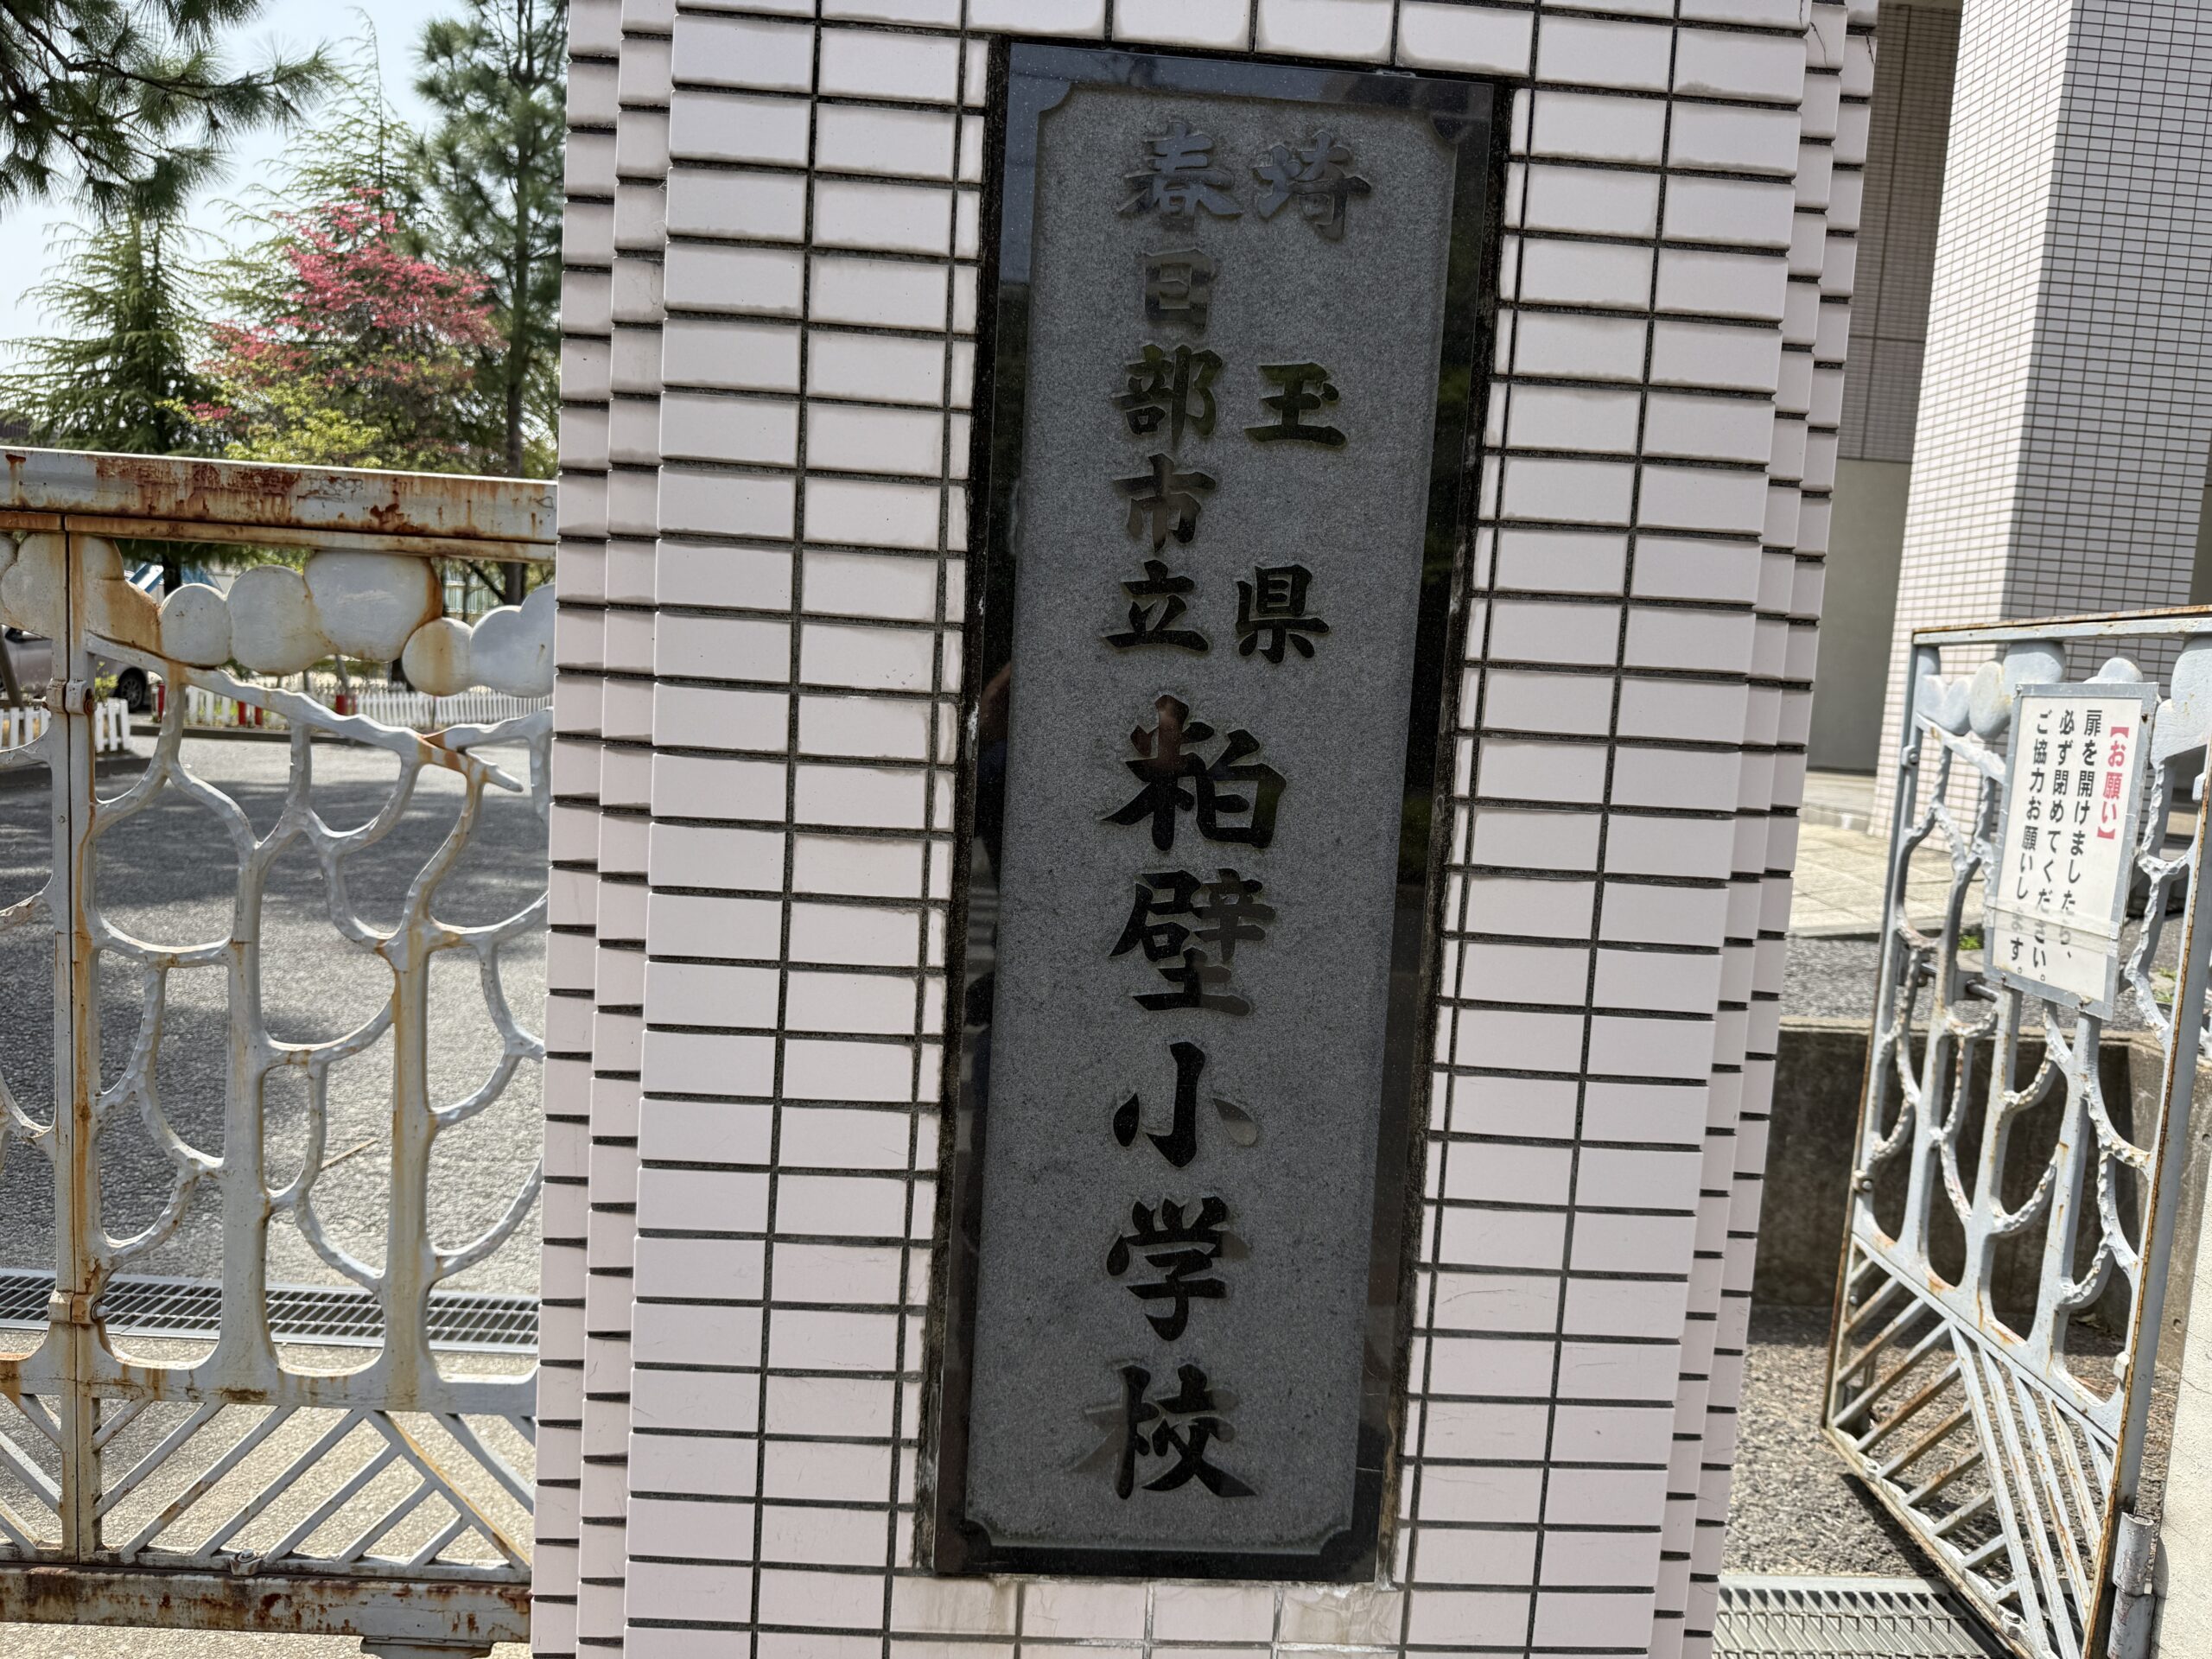 埼玉県
春日部市立
粕壁小学校
【お願い】
扉を開けましたら、
必ず閉めてください。
ご協力お願いします。